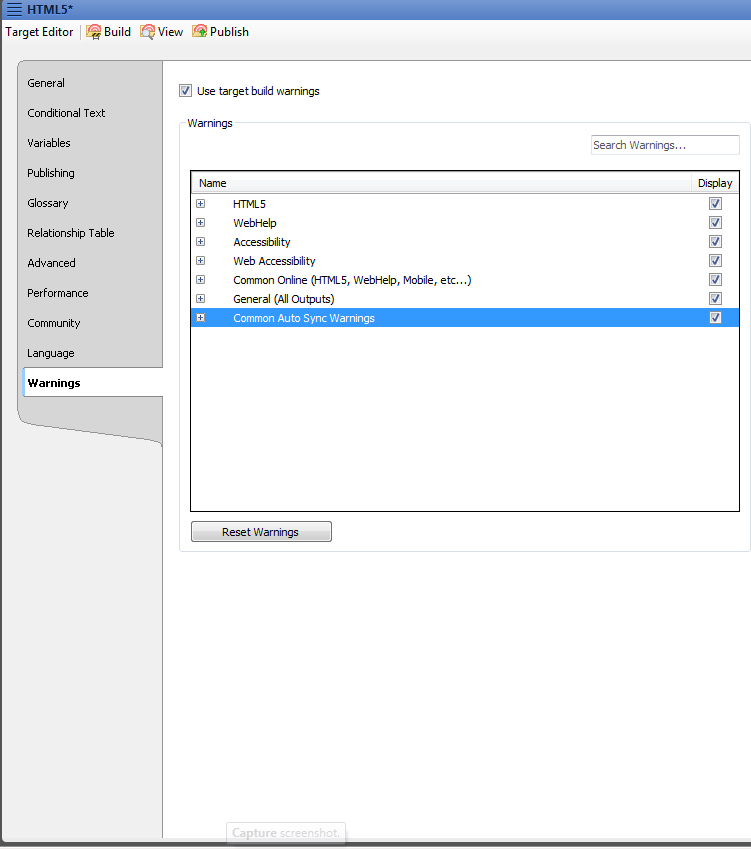 HTML5*
Target Editor Build View Publish
General
Conditional Text
Variables
Publishing
Glossary
Relationship Table
Advanced
Performance
Community
Language
Warnings
Use target build warnings
Warnings
Search Warnings...
Name Display
HTML5
WebHelp
Accessibility
Web Accessibility
Common Online (HTML5, WebHelp, Mobile, etc...)
General (All Outputs)
Common Auto Sync Warnings
Reset Warnings
Capture screenshot.